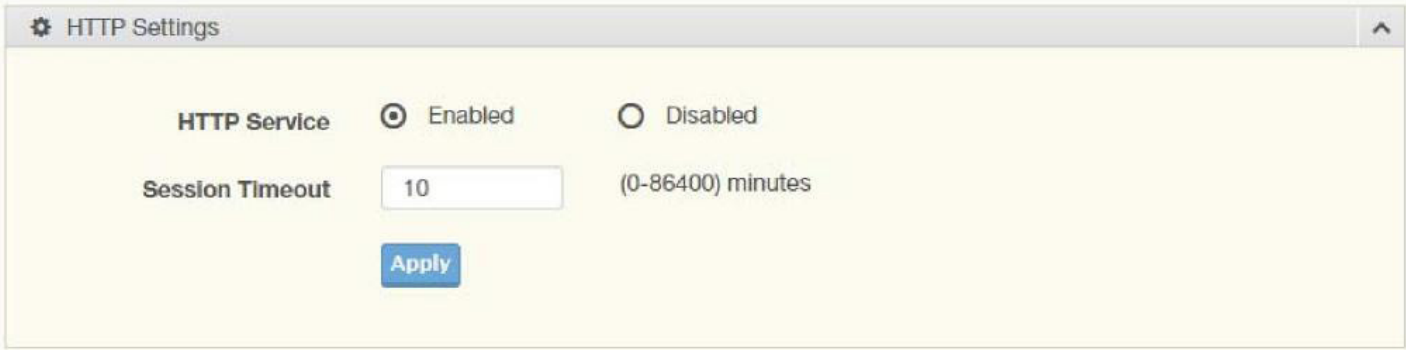 HTTP Settings
HTTP Service Enabled Disabled
Session Timeout 10 (0-86400) minutes
Apply